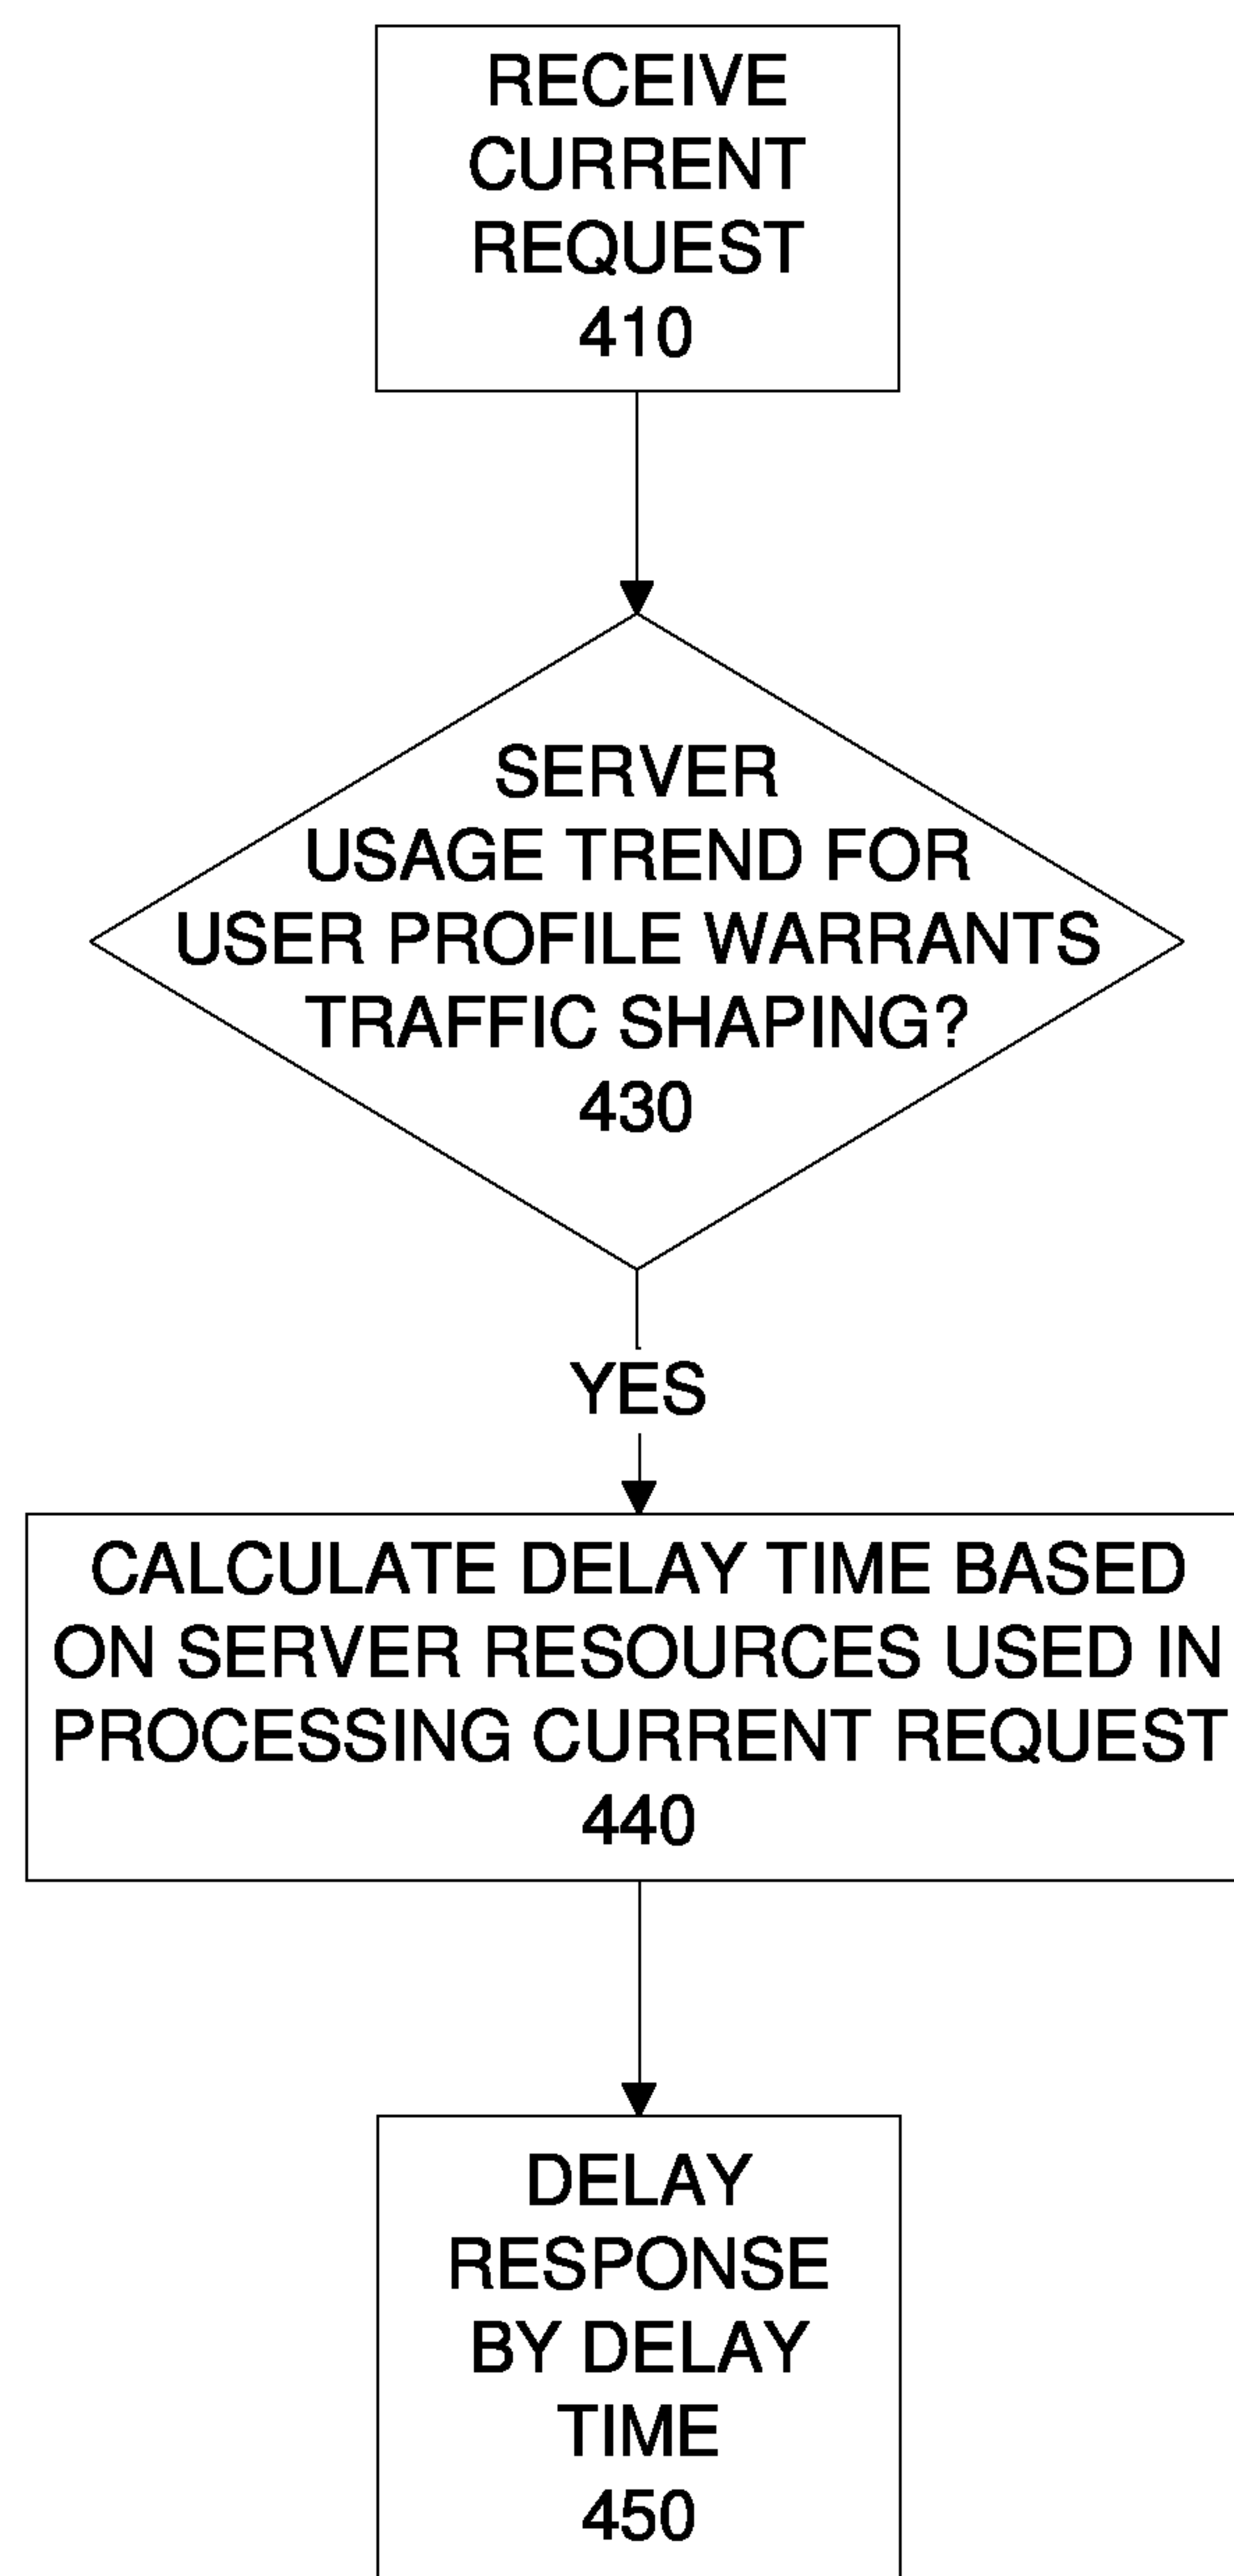 RECEIVE
CURRENT
REQUEST
410
SERVER
USAGE TREND FOR
USER PROFILE WARRANTS
TRAFFIC SHAPING?
430
YES
CALCULATE DELAY TIME BASED
ON SERVER RESOURCES USED IN
PROCESSING CURRENT REQUEST
440
DELAY
RESPONSE
BY DELAY
TIME
450